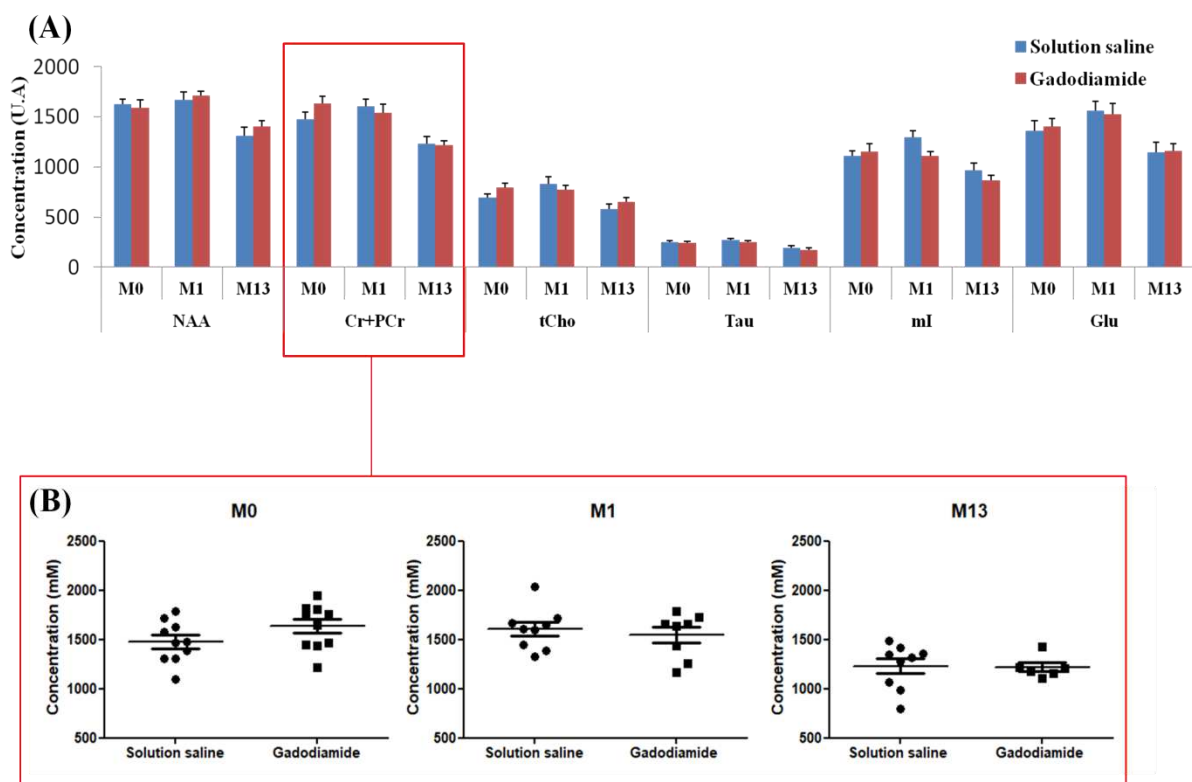 (A)
Solution saline
Gadodiamide
Concentration (U.A)
2000
1500
1000
500
0
M0 M1 M13 M0 M1 M13 M0 M1 M13 M0 M1 M13 M0 M1 M13 M0 M1 M13
NAA Cr+PCr tCho Tau mI Glu
(B)
M0
Concentration (mM)
2500
2000
1500
1000
500
Solution saline Gadodiamide
M1
Concentration (mM)
2500
2000
1500
1000
500
Solution saline Gadodiamide
M13
Concentration (mM)
2500
2000
1500
1000
500
Solution saline Gadodiamide